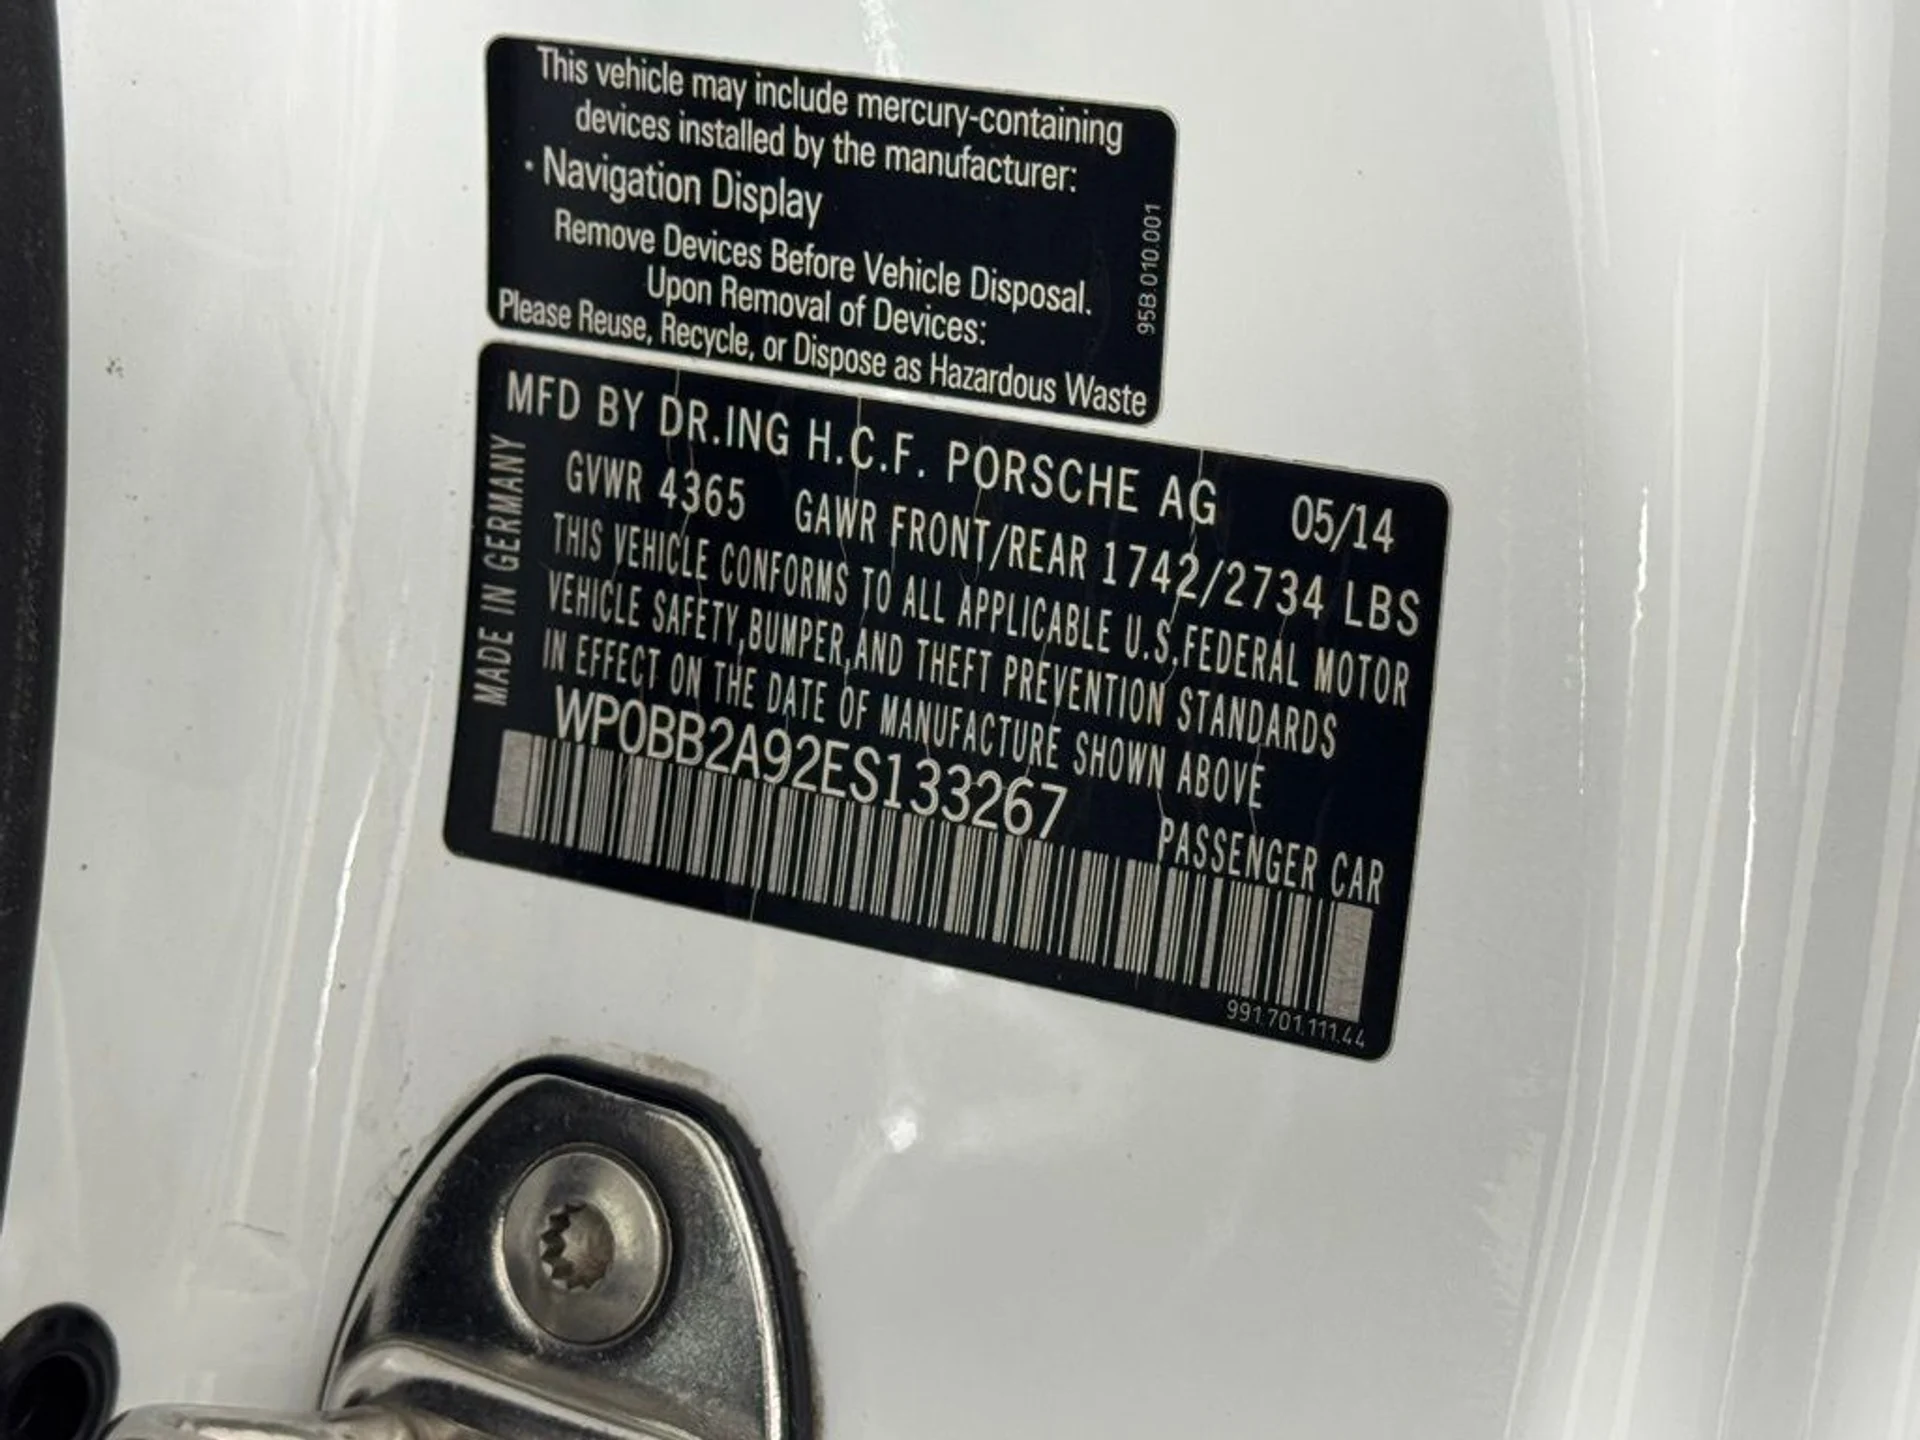 This vehicle may include mercury-containing
devices installed by the manufacturer:
· Navigation Display
Remove Devices Before Vehicle Disposal.
Upon Removal of Devices:
Please Reuse, Recycle, or Dispose as Hazardous Waste
95B.010.001
MFD BY DR.ING H.C.F. PORSCHE AG 05/14
GVWR 4365 GAWR FRONT/REAR 1742/2734 LBS
THIS VEHICLE CONFORMS TO ALL APPLICABLE U.S.FEDERAL MOTOR
VEHICLE SAFETY,BUMPER,AND THEFT PREVENTION STANDARDS
IN EFFECT ON THE DATE OF MANUFACTURE SHOWN ABOVE
WP0BB2A92ES133267
PASSENGER CAR
MADE IN GERMANY
991.701.111.44